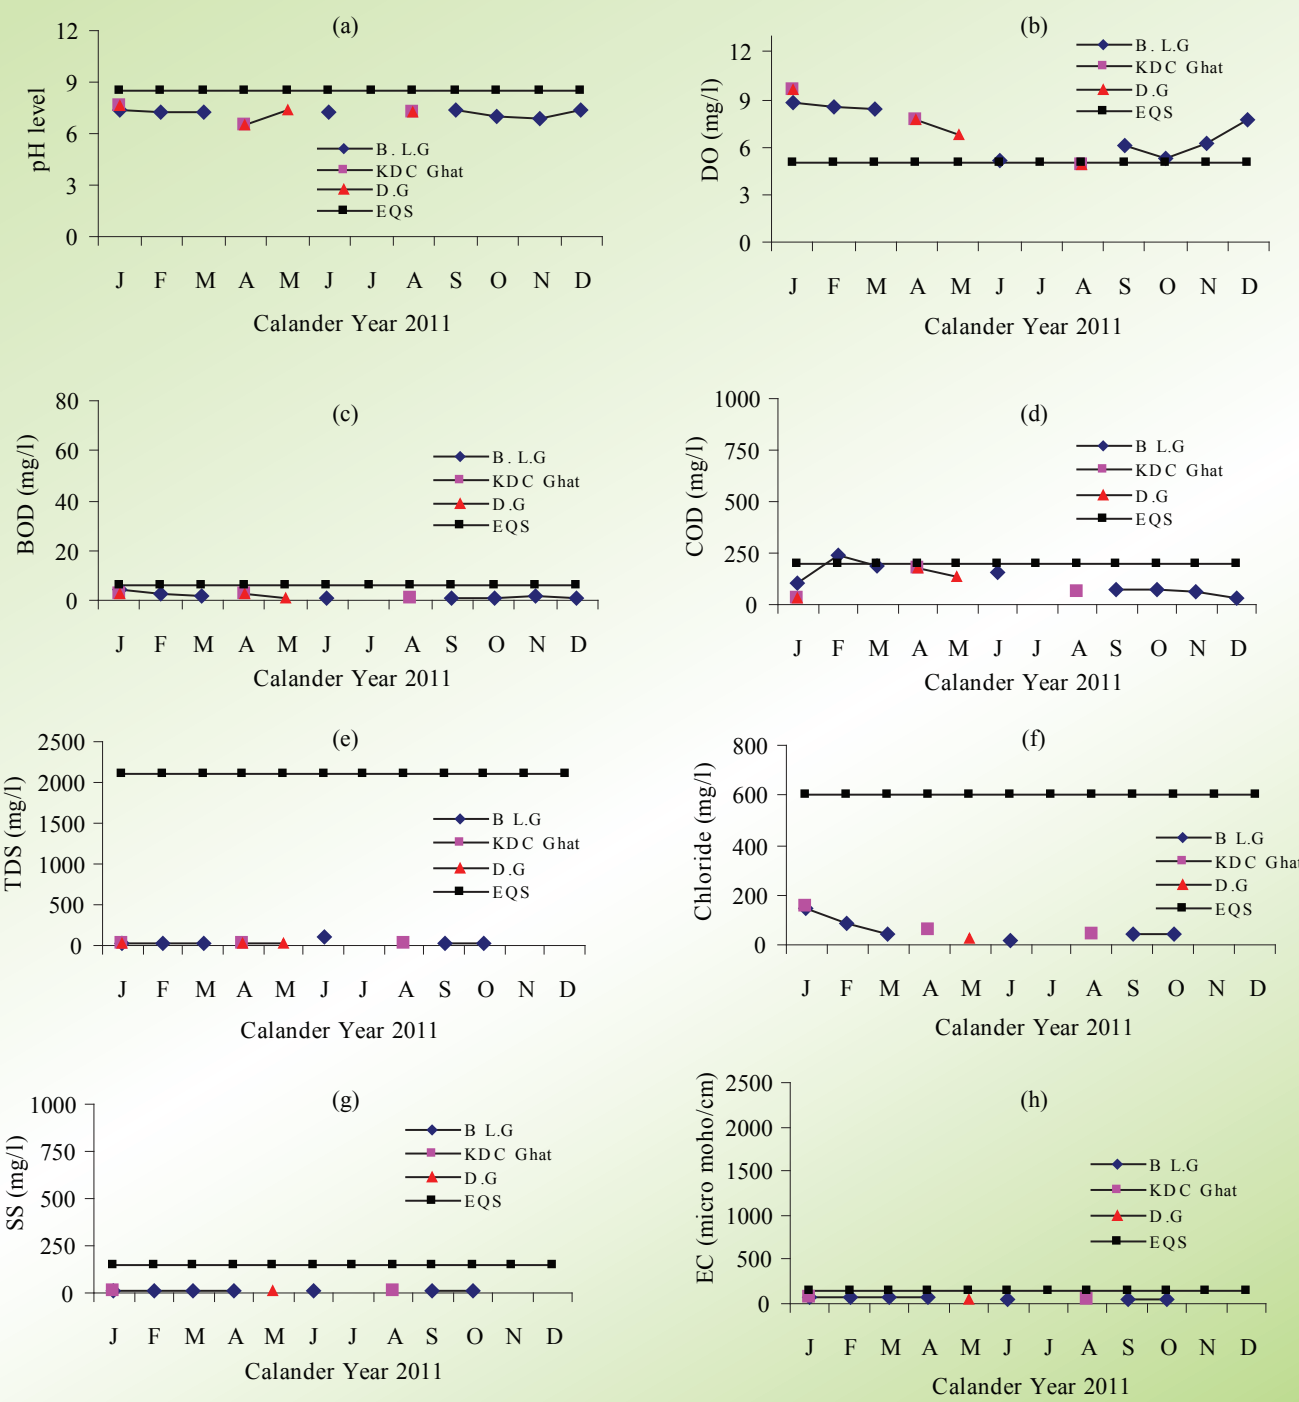 (a)
12
9
6
3
0
pH level
B. L.G
KDC Ghat
D.G
EQS
J F M A M J J A S O N D
Calander Year 2011
(b)
12
9
6
3
0
DO (mg/l)
B. L.G
KDC Ghat
D.G
EQS
J F M A M J J A S O N D
Calander Year 2011
(c)
80
60
40
20
0
BOD (mg/l)
B. L.G
KDC Ghat
D.G
EQS
J F M A M J J A S O N D
Calander Year 2011
(d)
1000
750
500
250
0
COD (mg/l)
B L.G
KDC Ghat
D.G
EQS
J F M A M J J A S O N D
Calander Year 2011
(e)
2500
2000
1500
1000
500
0
TDS (mg/l)
B L.G
KDC Ghat
D.G
EQS
J F M A M J J A S O N D
Calander Year 2011
(f)
800
600
400
200
0
Chloride (mg/l)
B L.G
KDC Ghat
D.G
EQS
J F M A M J J A S O N D
Calander Year 2011
(g)
1000
750
500
250
0
SS (mg/l)
B L.G
KDC Ghat
D.G
EQS
J F M A M J J A S O N D
Calander Year 2011
(h)
2500
2000
1500
1000
500
0
EC (micro moho/cm)
B L.G
KDC Ghat
D.G
EQS
J F M A M J J A S O N D
Calander Year 2011